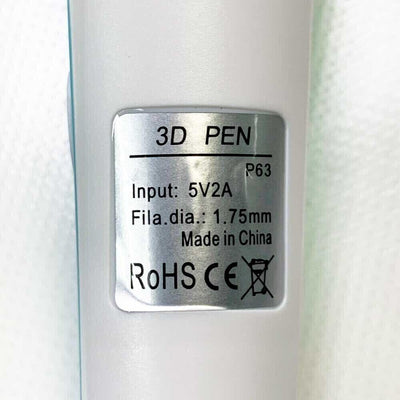 3D PEN
P63
Input: 5V2A
Fila.dia.: 1.75mm
Made in China
RoHS CE